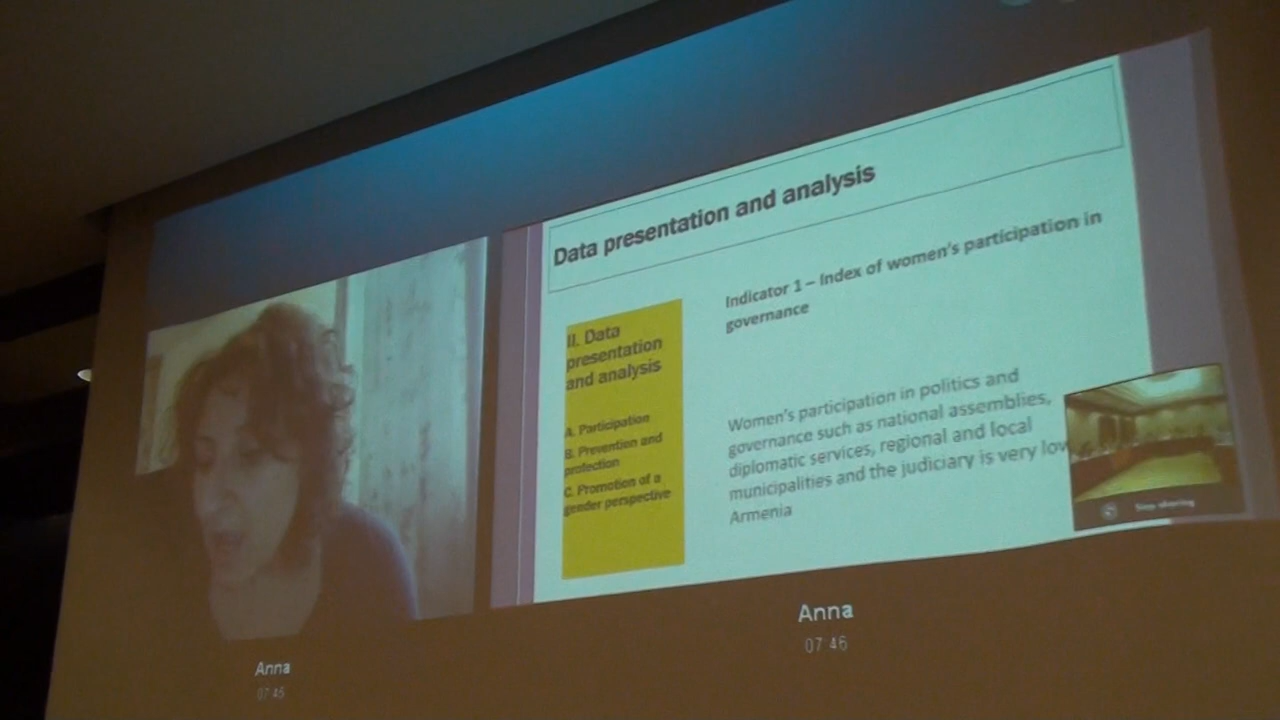 Data presentation and analysis
Indicator 1 – Index of women's participation in
governance
II. Data
presentation
and analysis
A. Participation
B. Prevention and
protection
C. Promotion of a
gender perspective
Women's participation in politics and
governance such as national assemblies,
diplomatic services, regional and local
municipalities and the judiciary is very low
Armenia
Stop sharing
Anna
07 46
Anna
07 46